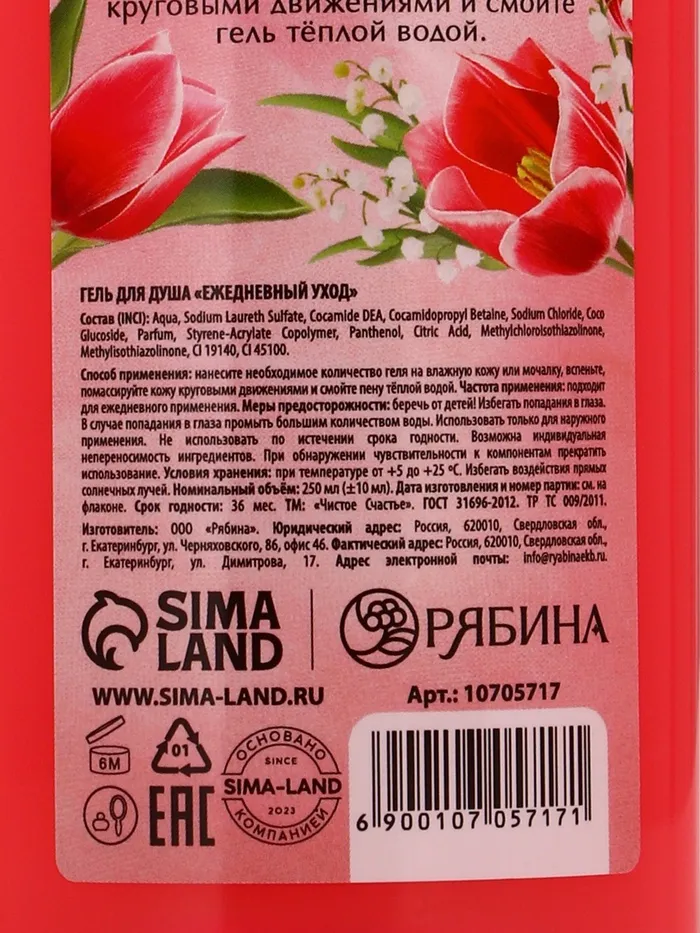 круговыми движениями и смойте
гель тёплой водой.
ГЕЛЬ ДЛЯ ДУША «ЕЖЕДНЕВНЫЙ УХОД»
Состав (INCI): Aqua, Sodium Laureth Sulfate, Cocamide DEA, Cocamidopropyl Betaine, Sodium Chloride, Coco
Glucoside, Parfum, Styrene-Acrylate Copolymer, Panthenol, Citric Acid, Methylchloroisothiazolinone,
Methylisothiazolinone, CI 19140, CI 45100.
Способ применения: нанесите необходимое количество геля на влажную кожу или мочалку, вспеньте,
помассируйте кожу круговыми движениями и смойте пену тёплой водой. Частота применения: подходит
для ежедневного применения. Меры предосторожности: беречь от детей! Избегать попадания в глаза.
В случае попадания в глаза промыть большим количеством воды. Использовать только для наружного
применения. Не использовать по истечении срока годности. Возможна индивидуальная
непереносимость ингредиентов. При обнаружении чувствительности к компонентам прекратить
использование. Условия хранения: при температуре от +5 до +25 ºС. Избегать воздействия прямых
солнечных лучей. Номинальный объём: 250 мл (±10 мл). Дата изготовления и номер партии: см. на
флаконе. Срок годности: 36 мес. ТМ: «Чистое Счастье». ГОСТ 31696-2012. ТР ТС 009/2011.
Изготовитель: ООО «Рябина». Юридический адрес: Россия, 620010, Свердловская обл.,
г. Екатеринбург, ул. Черняховского, 86, офис 46. Фактический адрес: Россия, 620010, Свердловская обл.,
г. Екатеринбург, ул. Димитрова, 17. Адрес электронной почты: info@ryabinaekb.ru
SIMA
LAND
РЯБИНА
WWW.SIMA-LAND.RU
Арт.: 10705717
6M
01
EAC
ОСНОВАНО
SINCE
SIMA-LAND
2023
КОМПАНИЕЙ
6 900107 057171